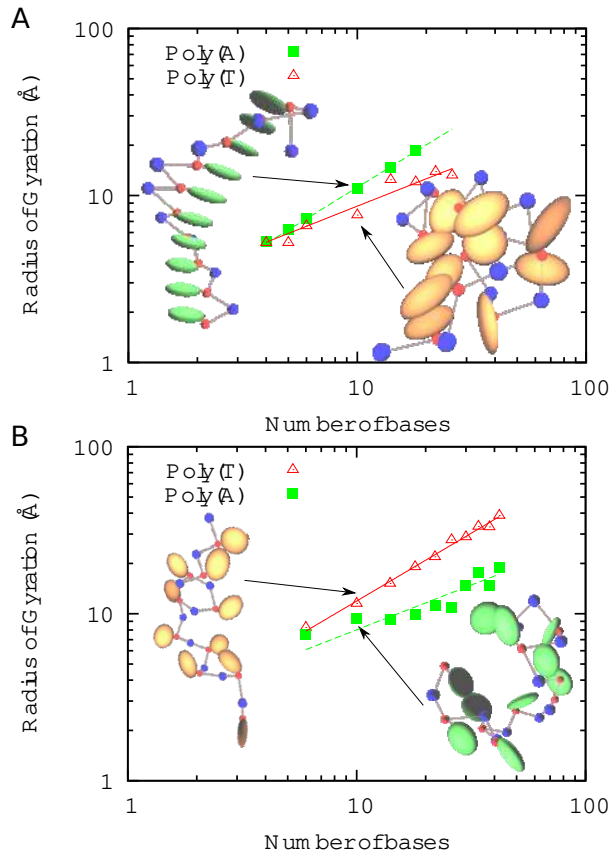 A
100
Poly(A)
Poly(T)
Radius of Gyration (Å)
10
1
1 10 100
Number of bases
B
100
Poly(T)
Poly(A)
Radius of Gyration (Å)
10
1
1 10 100
Number of bases